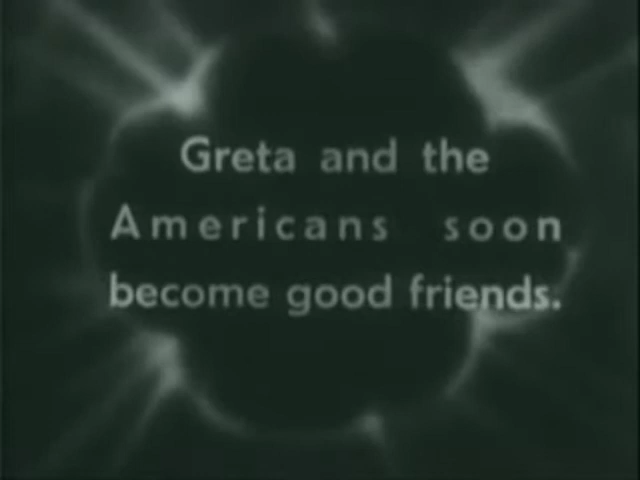 Greta and the
Americans soon
become good friends.